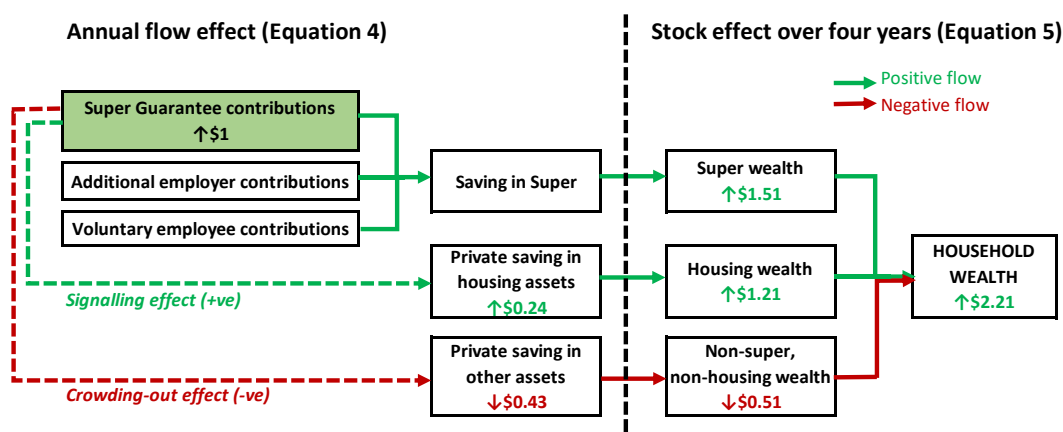 Annual flow effect (Equation 4)
Stock effect over four years (Equation 5)
Positive flow
Negative flow
Super Guarantee contributions
↑$1
Additional employer contributions
Voluntary employee contributions
Saving in Super
Super wealth
↑$1.51
Signalling effect (+ve)
Private saving in
housing assets
↑$0.24
Housing wealth
↑$1.21
HOUSEHOLD
WEALTH
↑$2.21
Crowding-out effect (-ve)
Private saving in
other assets
↓$0.43
Non-super,
non-housing wealth
↓$0.51